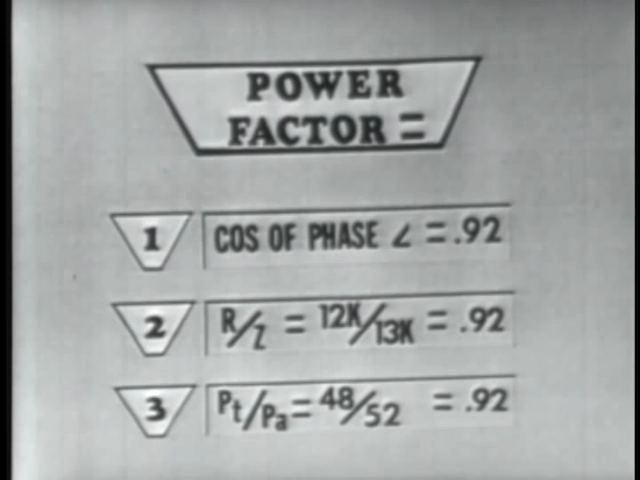 POWER
FACTOR =
1 COS OF PHASE ∠ = .92
2 R/Z = 12K/13K = .92
3 Pt/Pa = 48/52 = .92